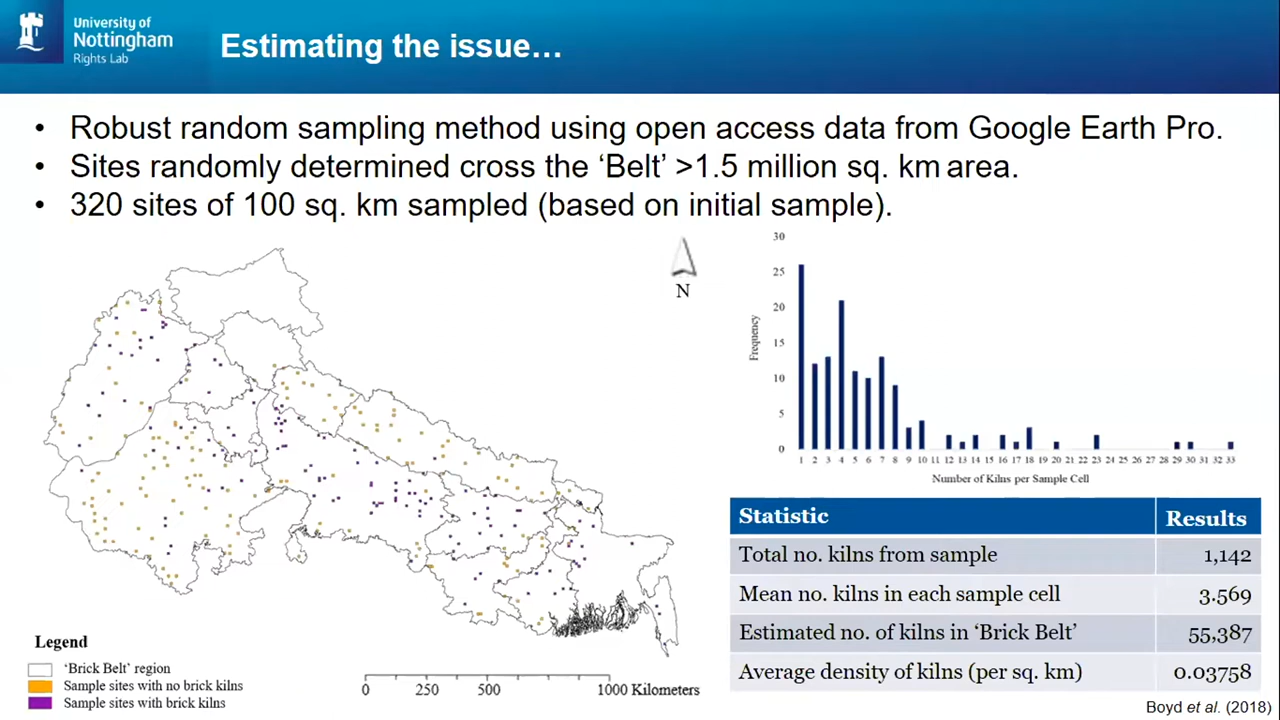 University of
Nottingham
Rights Lab
Estimating the issue…
• Robust random sampling method using open access data from Google Earth Pro.
• Sites randomly determined cross the ‘Belt’ >1.5 million sq. km area.
• 320 sites of 100 sq. km sampled (based on initial sample).
N
Legend
‘Brick Belt’ region
Sample sites with no brick kilns
Sample sites with brick kilns
0 250 500 1000 Kilometers
30
25
20
15
10
5
0
Frequency
1 2 3 4 5 6 7 8 9 10 11 12 13 14 15 16 17 18 19 20 21 22 23 24 25 26 27 28 29 30 31 32 33
Number of Kilns per Sample Cell
Statistic Results
Total no. kilns from sample 1,142
Mean no. kilns in each sample cell 3.569
Estimated no. of kilns in ‘Brick Belt’ 55,387
Average density of kilns (per sq. km) 0.03758
Boyd et al. (2018)